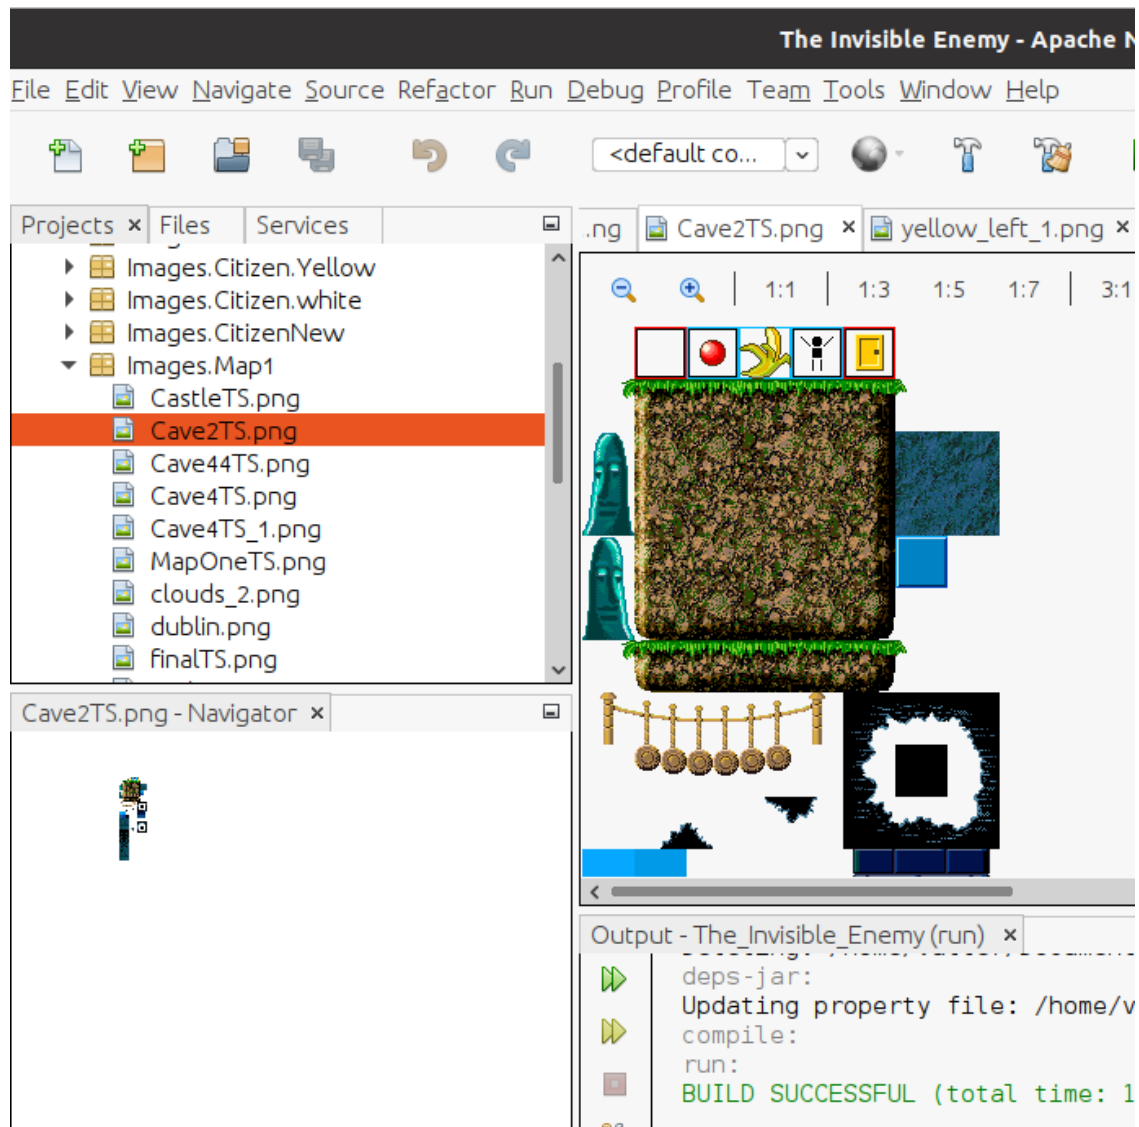 The Invisible Enemy - Apache N
File Edit View Navigate Source Refactor Run Debug Profile Team Tools Window Help
<default co...
Projects × Files Services
.ng Cave2TS.png × yellow_left_1.png ×
1:1 1:3 1:5 1:7 3:1
Images.Citizen.Yellow
Images.Citizen.white
Images.CitizenNew
Images.Map1
CastleTS.png
Cave2TS.png
Cave44TS.png
Cave4TS.png
Cave4TS_1.png
MapOneTS.png
clouds_2.png
dublin.png
finalTS.png
Cave2TS.png - Navigator ×
Output - The_Invisible_Enemy (run) ×
deps-jar:
Updating property file: /home/v
compile:
run:
BUILD SUCCESSFUL (total time: 1